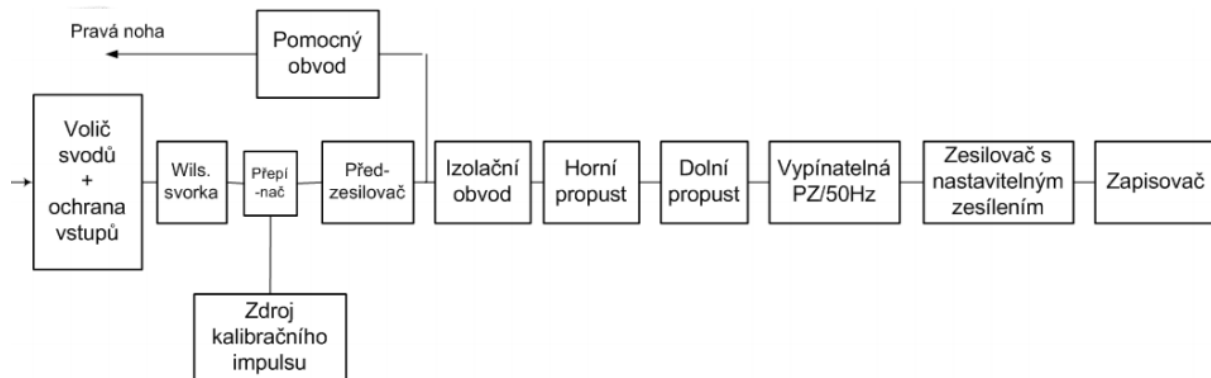 Pravá noha
Pomocný
obvod
Volič
svodů
+
ochrana
vstupů
Wils.
svorka
Přepí
-nač
Před-
zesilovač
Izolační
obvod
Horní
propust
Dolní
propust
Vypínatelná
PZ/50Hz
Zesilovač s
nastavitelným
zesílením
Zapisovač
Zdroj
kalibračního
impulsu